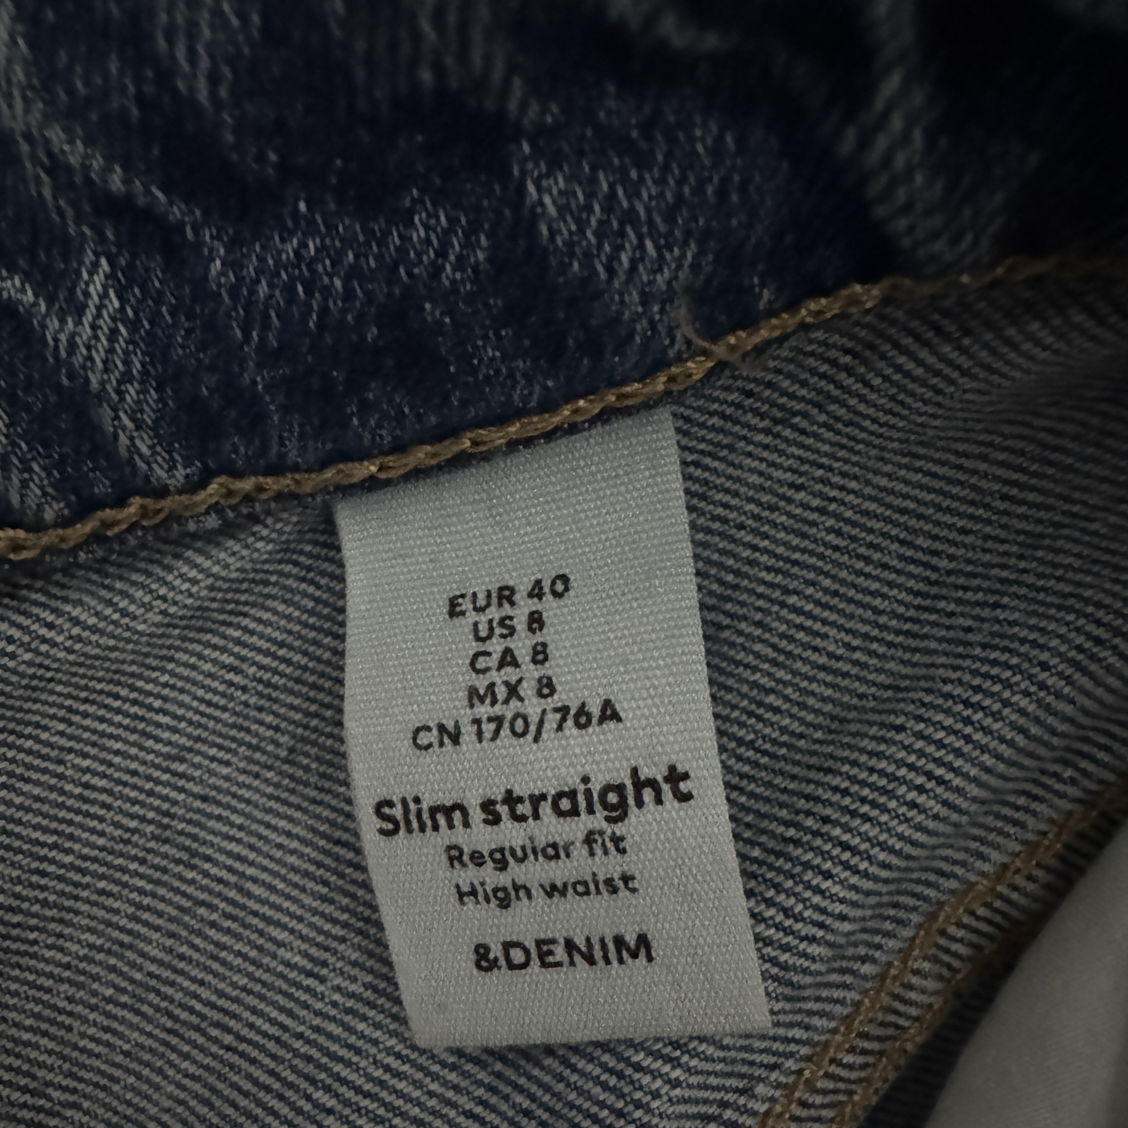 EUR 40
US 8
CA 8
MX 8
CN 170/76A
Slim straight
Regular fit
High waist
&DENIM